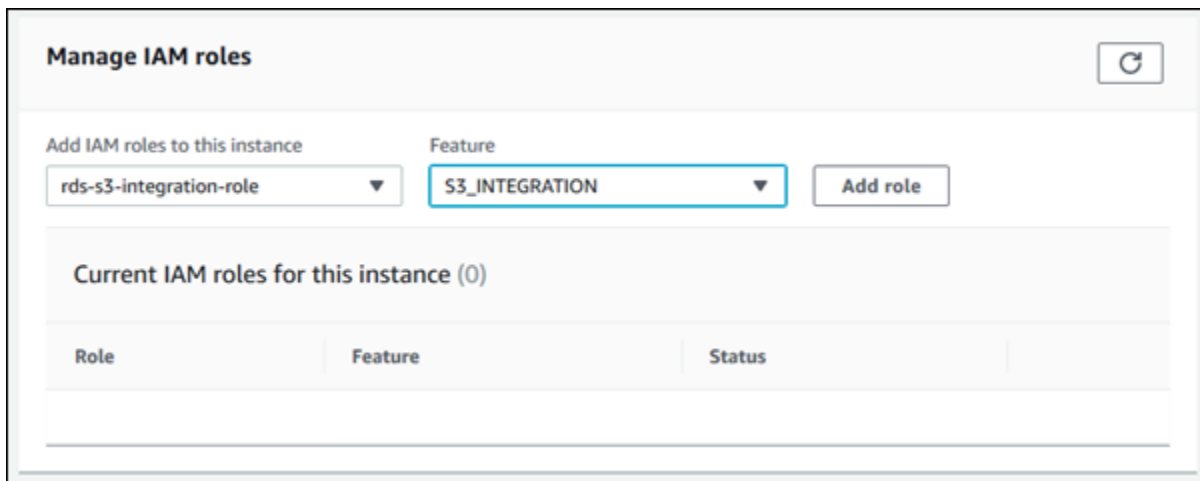 Manage IAM roles
Add IAM roles to this instance Feature
rds-s3-integration-role S3_INTEGRATION Add role
Current IAM roles for this instance (0)
Role Feature Status